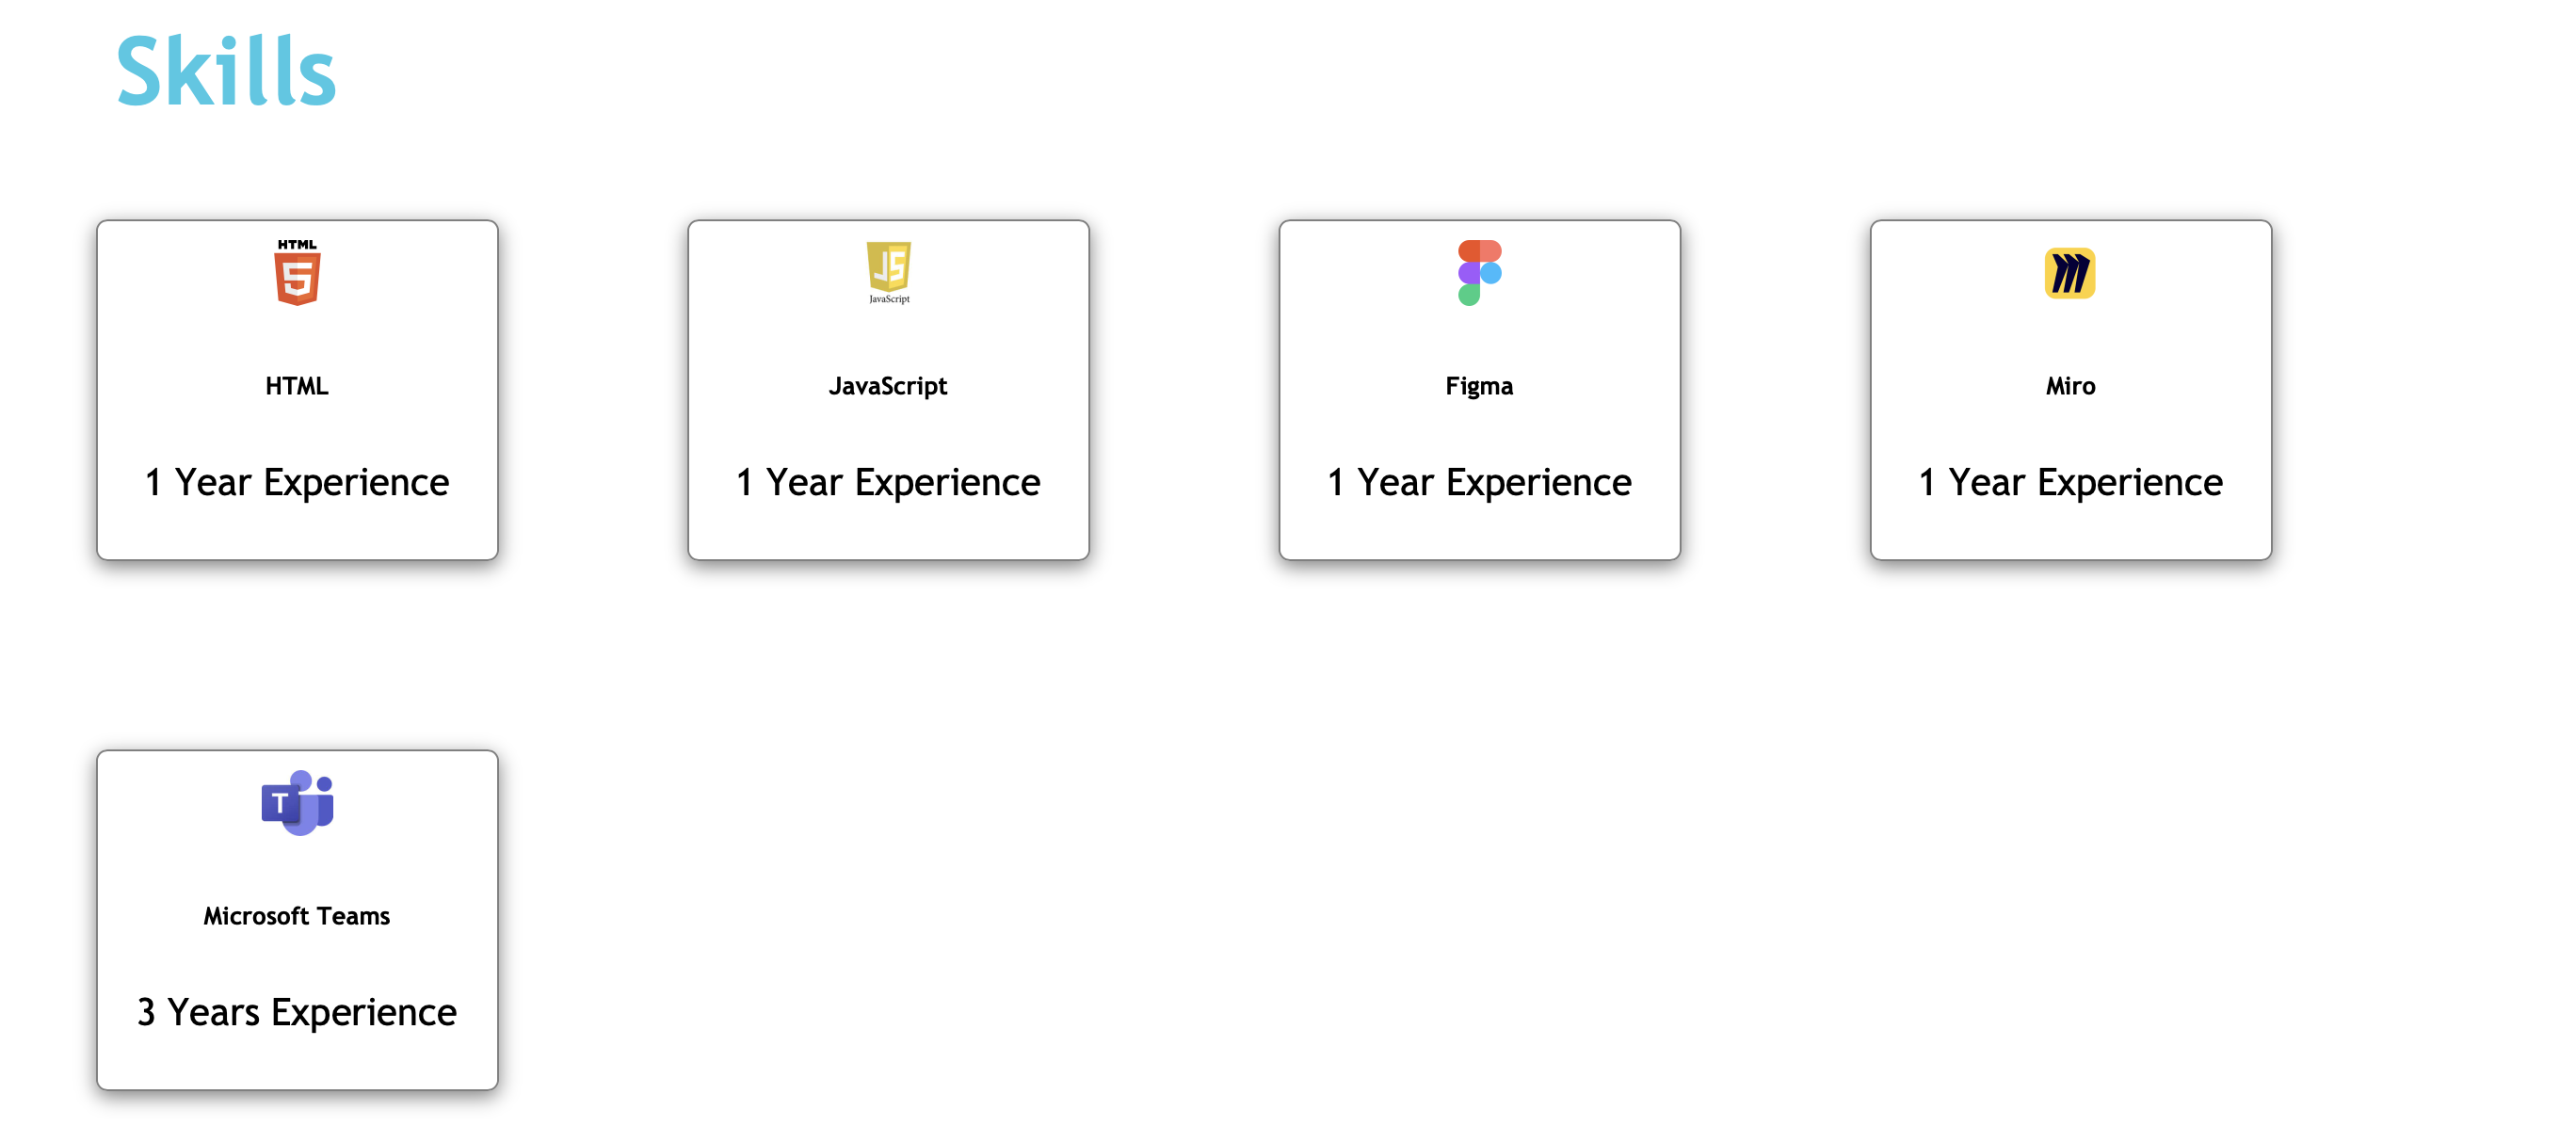 Skills
HTML
HTML
1 Year Experience
JS
JavaScript
JavaScript
1 Year Experience
Figma
1 Year Experience
Miro
1 Year Experience
T
Microsoft Teams
3 Years Experience